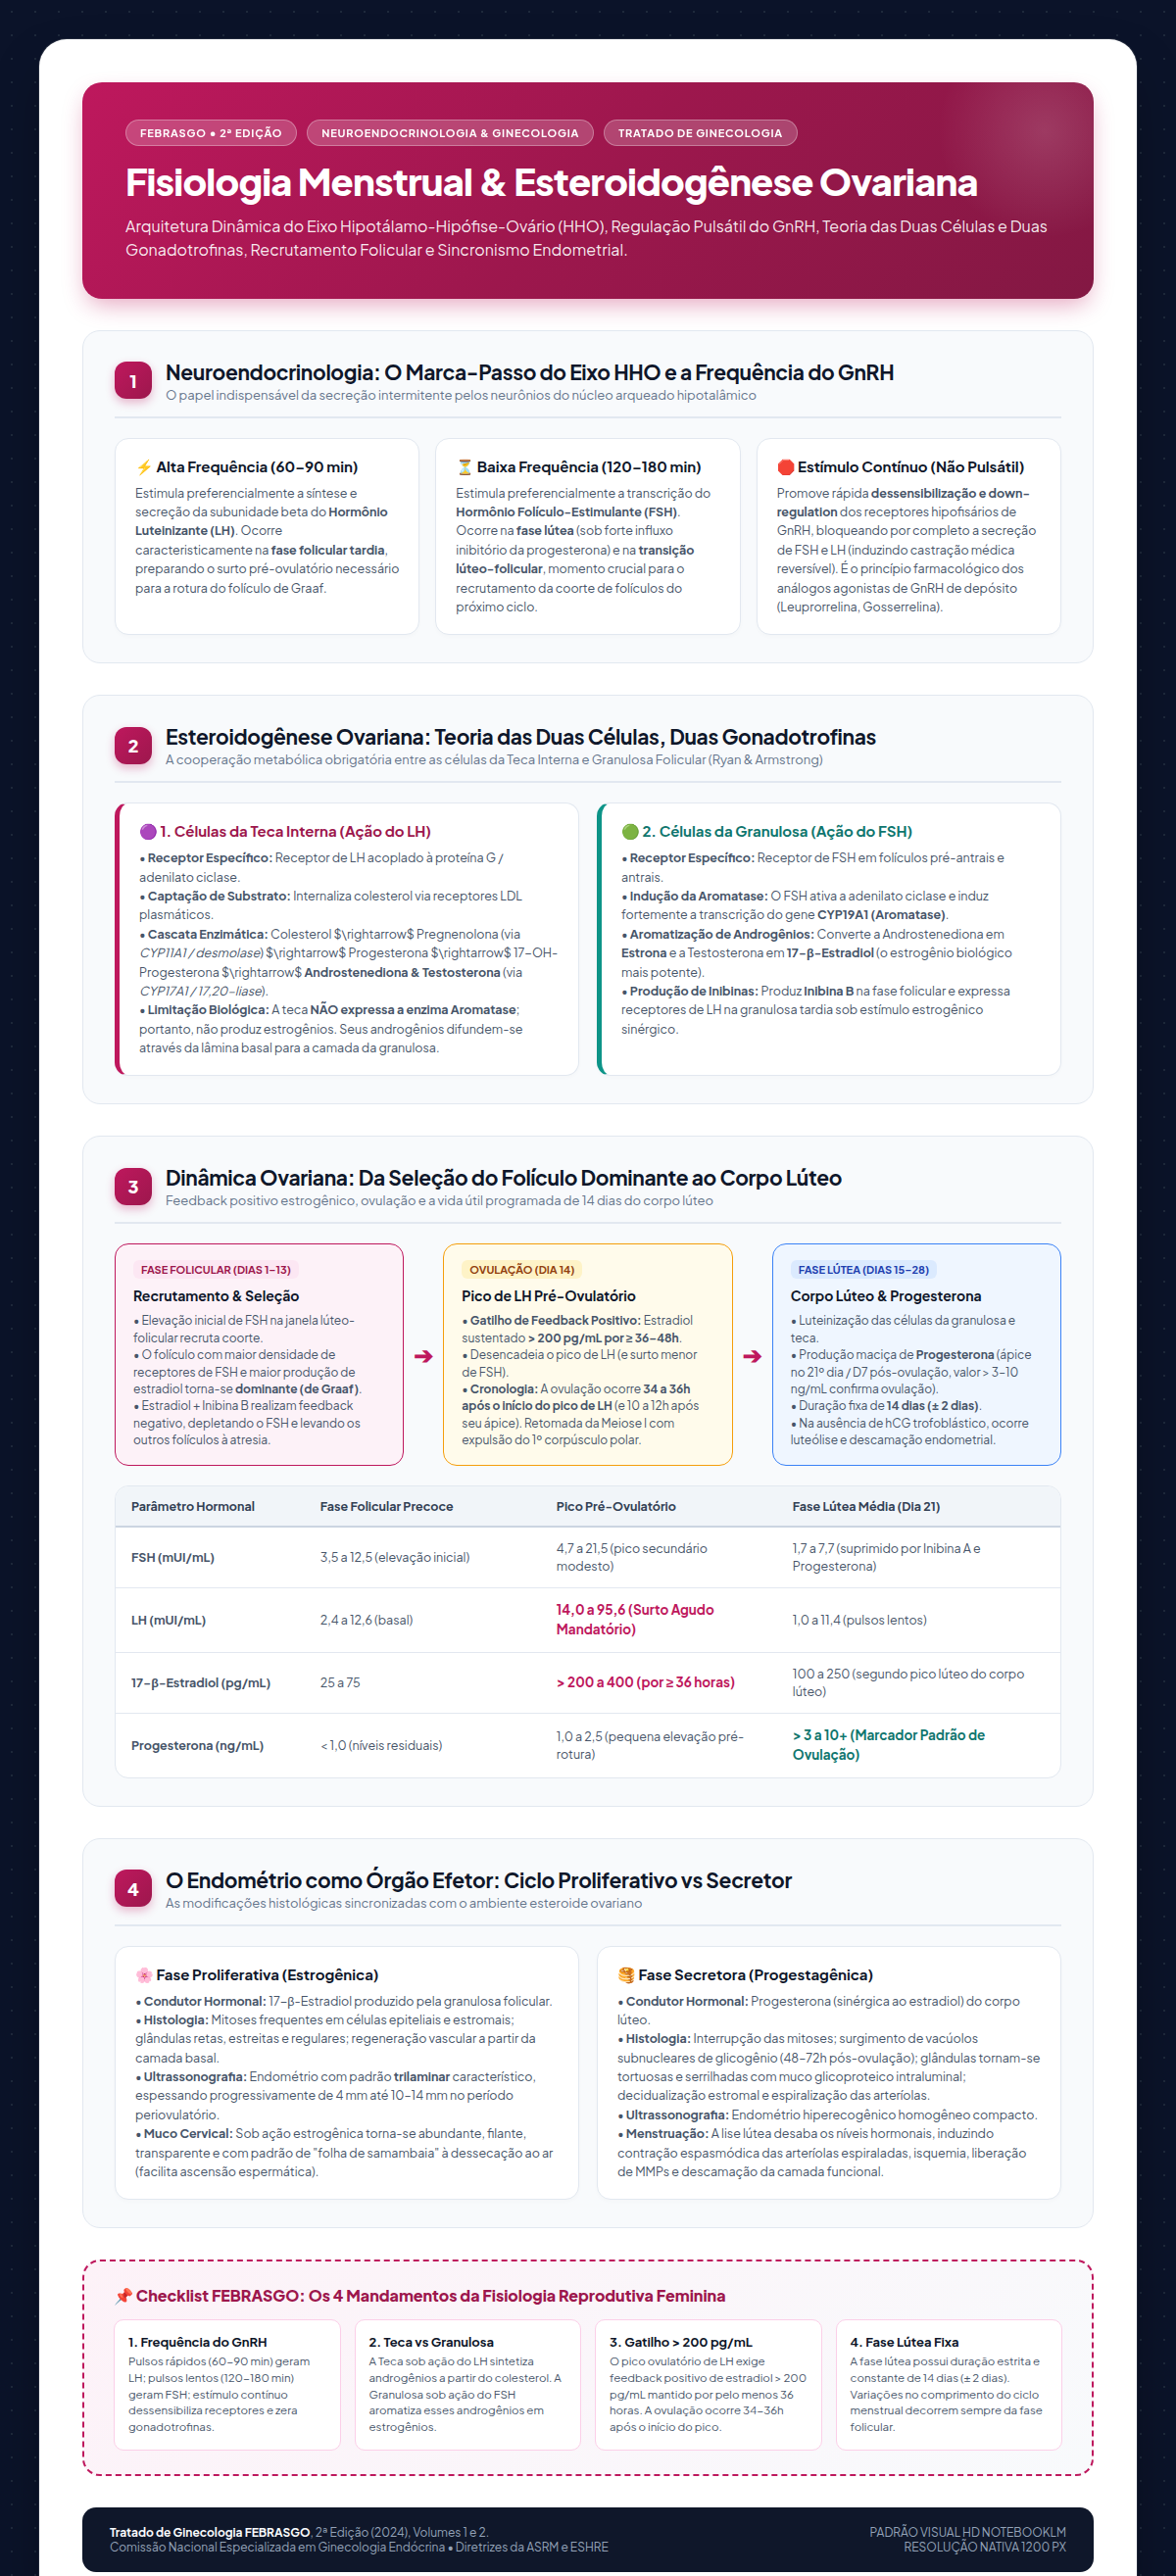 FEBRASGO • 2ª EDIÇÃO
NEUROENDOCRINOLOGIA & GINECOLOGIA
TRATADO DE GINECOLOGIA
Fisiologia Menstrual & Esteroidogênese Ovariana
Arquitetura Dinâmica do Eixo Hipotálamo-Hipófise-Ovário (HHO), Regulação Pulsátil do GnRH, Teoria das Duas Células e Duas
Gonadotrofinas, Recrutamento Folicular e Sincronismo Endometrial.
1
Neuroendocrinologia: O Marca-Passo do Eixo HHO e a Frequência do GnRH
O papel indispensável da secreção intermitente pelos neurônios do núcleo arqueado hipotalâmico
⚡ Alta Frequência (60–90 min)
Estimula preferencialmente a síntese e
secreção da subunidade beta do Hormônio
Luteinizante (LH). Ocorre
caracteristicamente na fase folicular tardia,
preparando o surto pré-ovulatório necessário
para a rotura do folículo de Graaf.
⏳ Baixa Frequência (120–180 min)
Estimula preferencialmente a transcrição do
Hormônio Folículo-Estimulante (FSH).
Ocorre na fase lútea (sob forte influxo
inibitório da progesterona) e na transição
lúteo-folicular, momento crucial para o
recrutamento da coorte de folículos do
próximo ciclo.
🛑 Estímulo Contínuo (Não Pulsátil)
Promove rápida dessensibilização e down-
regulation dos receptores hipofisários de
GnRH, bloqueando por completo a secreção
de FSH e LH (induzindo castração médica
reversível). É o princípio farmacológico dos
análogos agonistas de GnRH de depósito
(Leuprorrelina, Gosserrelina).
2
Esteroidogênese Ovariana: Teoria das Duas Células, Duas Gonadotrofinas
A cooperação metabólica obrigatória entre as células da Teca Interna e Granulosa Folicular (Ryan & Armstrong)
🟣 1. Células da Teca Interna (Ação do LH)
• Receptor Específico: Receptor de LH acoplado à proteína G /
adenilato ciclase.
• Captação de Substrato: Internaliza colesterol via receptores LDL
plasmáticos.
• Cascata Enzimática: Colesterol $\rightarrow$ Pregnenolona (via
CYP11A1 / desmolase) $\rightarrow$ Progesterona $\rightarrow$ 17-OH-
Progesterona $\rightarrow$ Androstenediona & Testosterona (via
CYP17A1 / 17,20-liase).
• Limitação Biológica: A teca NÃO expressa a enzima Aromatase;
portanto, não produz estrogênios. Seus androgênios difundem-se
através da lâmina basal para a camada da granulosa.
🟢 2. Células da Granulosa (Ação do FSH)
• Receptor Específico: Receptor de FSH em folículos pré-antrais e
antrais.
• Indução da Aromatase: O FSH ativa a adenilato ciclase e induz
fortemente a transcrição do gene CYP19A1 (Aromatase).
• Aromatização de Androgênios: Converte a Androstenediona em
Estrona e a Testosterona em 17-β-Estradiol (o estrogênio biológico
mais potente).
• Produção de Inibinas: Produz Inibina B na fase folicular e expressa
receptores de LH na granulosa tardia sob estímulo estrogênico
sinérgico.
3
Dinâmica Ovariana: Da Seleção do Folículo Dominante ao Corpo Lúteo
Feedback positivo estrogênico, ovulação e a vida útil programada de 14 dias do corpo lúteo
FASE FOLICULAR (DIAS 1–13)
Recrutamento & Seleção
• Elevação inicial de FSH na janela lúteo-
folicular recruta coorte.
• O folículo com maior densidade de
receptores de FSH e maior produção de
estradiol torna-se dominante (de Graaf).
• Estradiol + Inibina B realizam feedback
negativo, depletando o FSH e levando os
outros folículos à atresia.
➔
OVULAÇÃO (DIA 14)
Pico de LH Pré-Ovulatório
• Gatilho de Feedback Positivo: Estradiol
sustentado > 200 pg/mL por ≥ 36–48h.
• Desencadeia o pico de LH (e surto menor
de FSH).
• Cronologia: A ovulação ocorre 34 a 36h
após o início do pico de LH (e 10 a 12h após
seu ápice). Retomada da Meiose I com
expulsão do 1º corpúsculo polar.
➔
FASE LÚTEA (DIAS 15–28)
Corpo Lúteo & Progesterona
• Luteinização das células da granulosa e
teca.
• Produção maciça de Progesterona (ápice
no 21º dia / D7 pós-ovulação, valor > 3–10
ng/mL confirma ovulação).
• Duração fixa de 14 dias (± 2 dias).
• Na ausência de hCG trofoblástico, ocorre
luteólise e descamação endometrial.
Parâmetro Hormonal Fase Folicular Precoce Pico Pré-Ovulatório Fase Lútea Média (Dia 21)
FSH (mUI/mL)
3,5 a 12,5 (elevação inicial)
4,7 a 21,5 (pico secundário
modesto)
1,7 a 7,7 (suprimido por Inibina A e
Progesterona)
LH (mUI/mL)
2,4 a 12,6 (basal)
14,0 a 95,6 (Surto Agudo
Mandatório)
1,0 a 11,4 (pulsos lentos)
17-β-Estradiol (pg/mL)
25 a 75
> 200 a 400 (por ≥ 36 horas)
100 a 250 (segundo pico lúteo do corpo
lúteo)
Progesterona (ng/mL)
< 1,0 (níveis residuais)
1,0 a 2,5 (pequena elevação pré-
rotura)
> 3 a 10+ (Marcador Padrão de
Ovulação)
4
O Endométrio como Órgão Efetor: Ciclo Proliferativo vs Secretor
As modificações histológicas sincronizadas com o ambiente esteroide ovariano
🌸 Fase Proliferativa (Estrogênica)
• Condutor Hormonal: 17-β-Estradiol produzido pela granulosa folicular.
• Histologia: Mitoses frequentes em células epiteliais e estromais;
glândulas retas, estreitas e regulares; regeneração vascular a partir da
camada basal.
• Ultrassonografia: Endométrio com padrão trilaminar característico,
espessando progressivamente de 4 mm até 10–14 mm no período
periovulatório.
• Muco Cervical: Sob ação estrogênica torna-se abundante, filante,
transparente e com padrão de "folha de samambaia" à dessecação ao ar
(facilita ascensão espermática).
🥞 Fase Secretora (Progestagênica)
• Condutor Hormonal: Progesterona (sinérgica ao estradiol) do corpo
lúteo.
• Histologia: Interrupção das mitoses; surgimento de vacúolos
subnucleares de glicogênio (48–72h pós-ovulação); glândulas tornam-se
tortuosas e serrilhadas com muco glicoproteico intraluminal;
decidualização estromal e espiralização das arteríolas.
• Ultrassonografia: Endométrio hiperecogênico homogêneo compacto.
• Menstruação: A lise lútea desaba os níveis hormonais, induzindo
contração espasmódica das arteríolas espiraladas, isquemia, liberação
de MMPs e descamação da camada funcional.
📌 Checklist FEBRASGO: Os 4 Mandamentos da Fisiologia Reprodutiva Feminina
1. Frequência do GnRH
Pulsos rápidos (60–90 min) geram
LH; pulsos lentos (120–180 min)
geram FSH; estímulo contínuo
dessensibiliza receptores e zera
gonadotrofinas.
2. Teca vs Granulosa
A Teca sob ação do LH sintetiza
androgênios a partir do colesterol. A
Granulosa sob ação do FSH
aromatiza esses androgênios em
estrogênios.
3. Gatilho > 200 pg/mL
O pico ovulatório de LH exige
feedback positivo de estradiol > 200
pg/mL mantido por pelo menos 36
horas. A ovulação ocorre 34–36h
após o início do pico.
4. Fase Lútea Fixa
A fase lútea possui duração estrita e
constante de 14 dias (± 2 dias).
Variações no comprimento do ciclo
menstrual decorrem sempre da fase
folicular.
Tratado de Ginecologia FEBRASGO, 2ª Edição (2024), Volumes 1 e 2.
Comissão Nacional Especializada em Ginecologia Endócrina • Diretrizes da ASRM e ESHRE
PADRÃO VISUAL HD NOTEBOOKLM
RESOLUÇÃO NATIVA 1200 PX